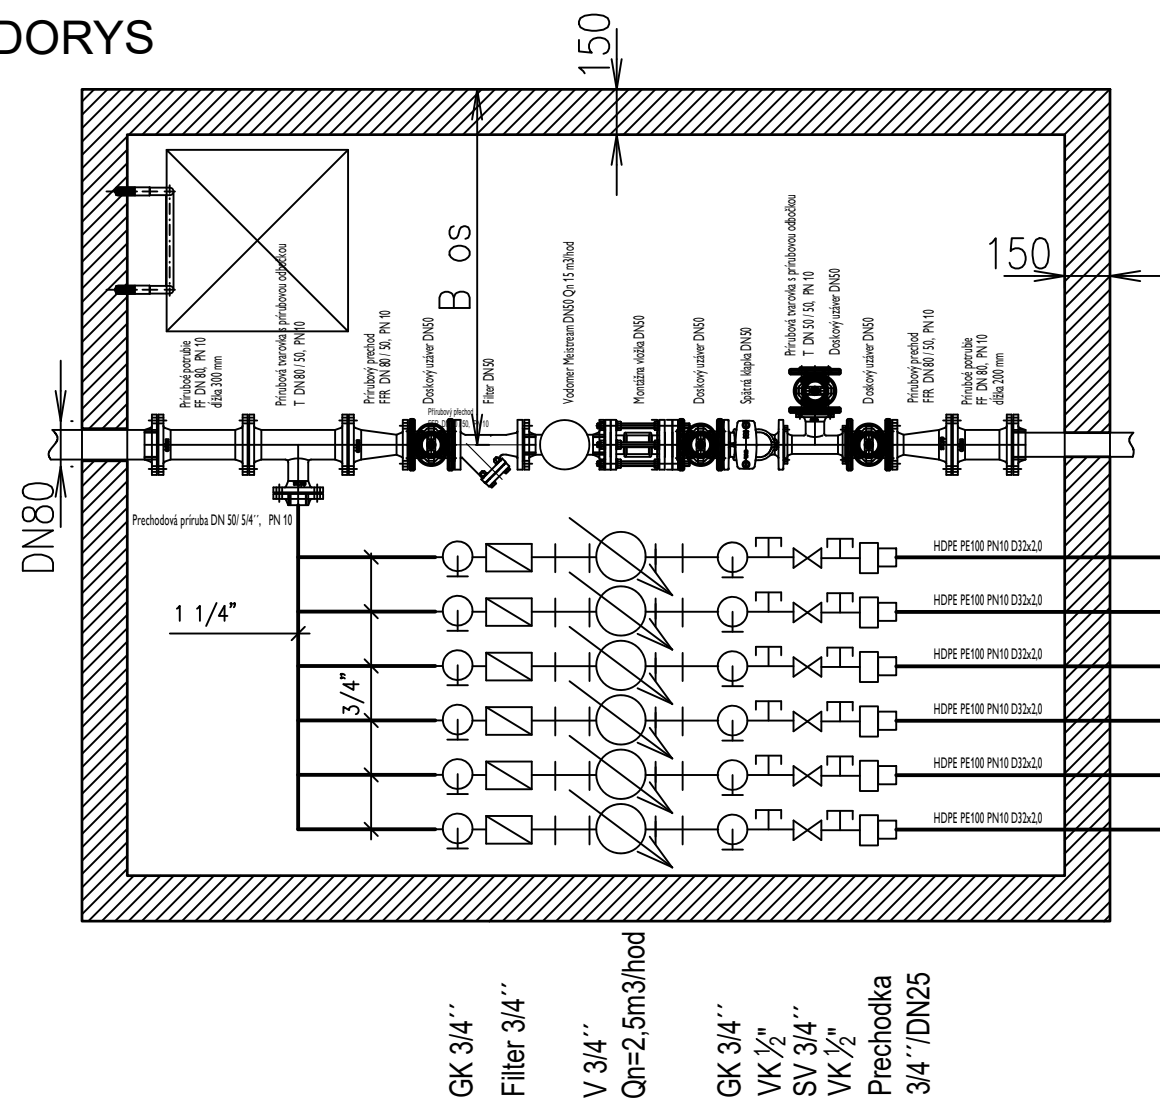 DORYS
150
B os
150
DN80
Prírubové potrubie
FF DN 80, PN 10
dĺžka 300 mm
Prírubová tvarovka s prírubovou odbočkou
T DN 80 / 50, PN 10
Prírubový prechod
FFR DN 80 / 50, PN 10
Doskový uzáver DN50
Filter DN50
Vodomer Meistream DN50 Qn 15 m3/hod
Montážna vložka DN50
Doskový uzáver DN50
Spätná klapka DN50
Prírubová tvarovka s prírubovou odbočkou
T DN 50 / 50, PN 10
Doskový uzáver DN50
Doskový uzáver DN50
Prírubový prechod
FFR DN 80 / 50, PN 10
Prírubové potrubie
FF DN 80, PN 10
dĺžka 200 mm
Přírubový přechod
Prechodová príruba DN 50/ 5/4´´, PN 10
1 1/4"
3/4"
HDPE PE100 PN10 D32x2,0
HDPE PE100 PN10 D32x2,0
HDPE PE100 PN10 D32x2,0
HDPE PE100 PN10 D32x2,0
HDPE PE100 PN10 D32x2,0
HDPE PE100 PN10 D32x2,0
GK 3/4´´
Filter 3/4´´
V 3/4´´
Qn=2,5m3/hod
GK 3/4´´
VK ½"
SV 3/4´´
VK ½"
Prechodka
3/4´´/DN25